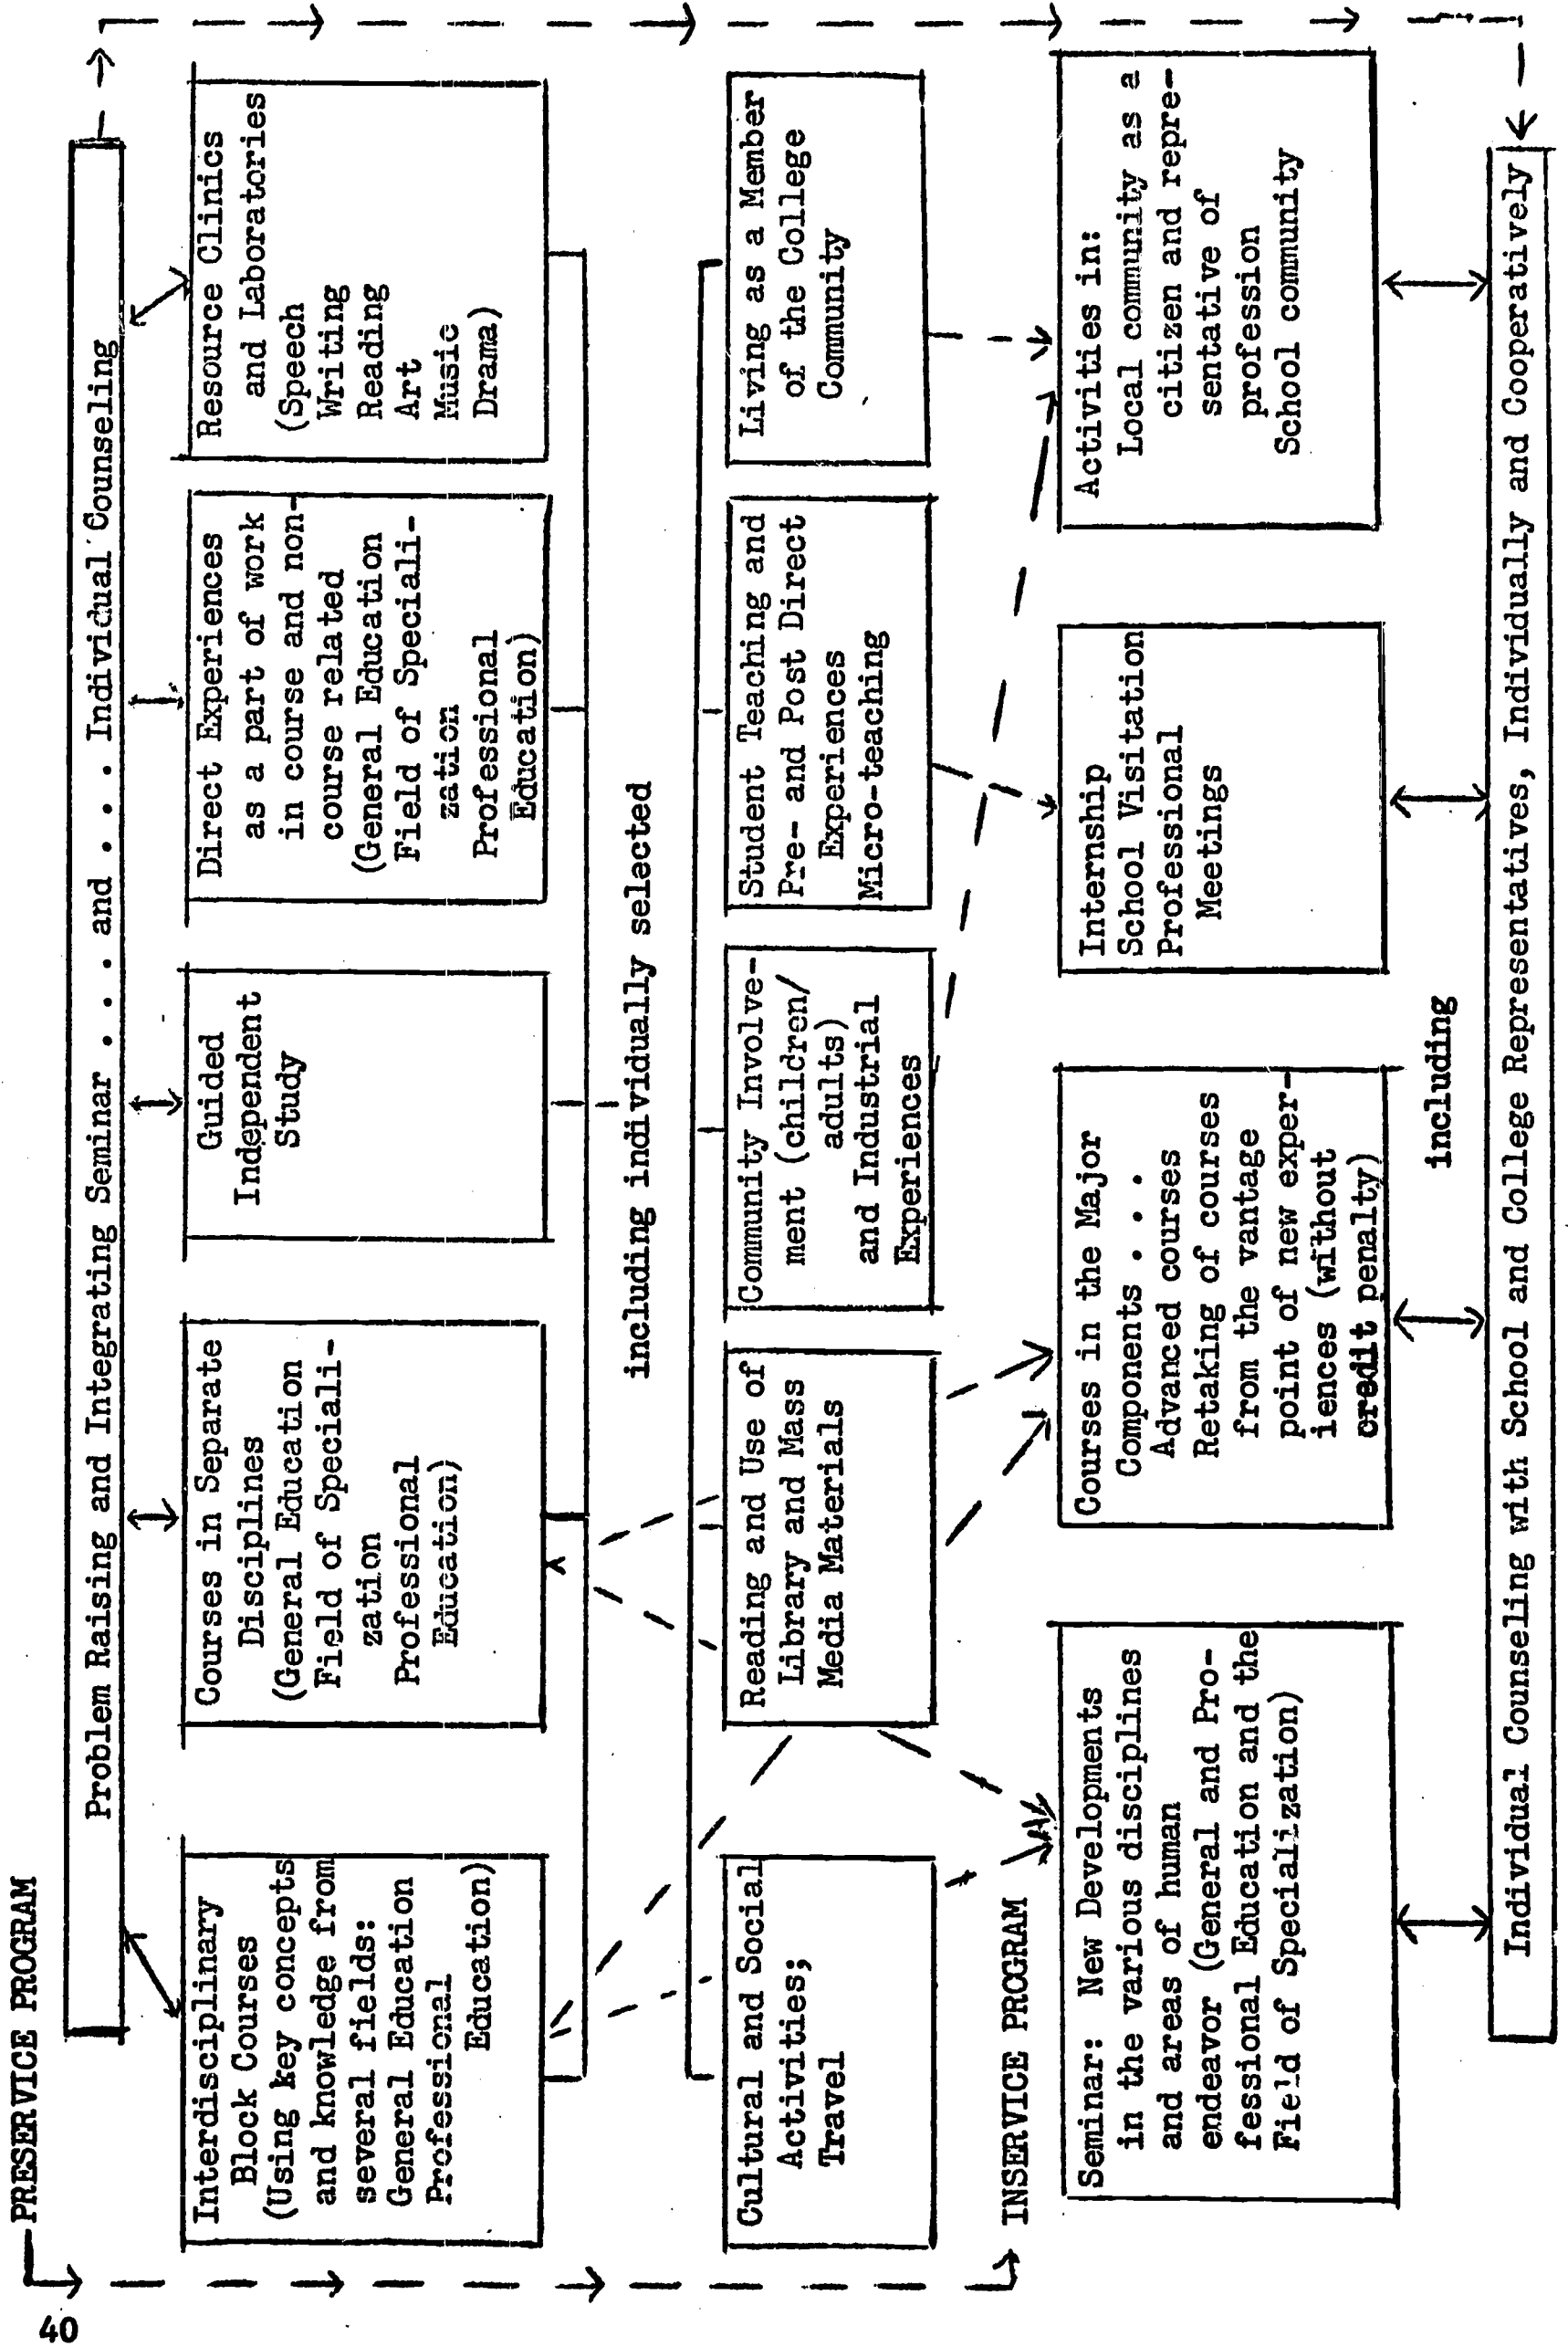 40
PRESERVICE PROGRAM
Problem Raising and Integrating Seminar . . . and . . . Individual Counseling
Interdisciplinary
Block Courses
(Using key concepts
and knowledge from
several fields:
General Education
Professional
Education)
Courses in Separate
Disciplines
(General Education
Field of Speciali-
zation
Professional
Education)
Guided
Independent
Study
Direct Experiences
as a part of work
in course and non-
course related
(General Education
Field of Speciali-
zation
Professional
Education)
Resource Clinics
and Laboratories
(Speech
Writing
Reading
Art
Music
Drama)
including individually selected
Cultural and Social
Activities;
Travel
Reading and Use of
Library and Mass
Media Materials
Community Involve-
ment (children/
adults)
and Industrial
Experiences
Student Teaching and
Pre- and Post Direct
Experiences
Micro-teaching
Living as a Member
of the College
Community
INSERVICE PROGRAM
Seminar: New Developments
in the various disciplines
and areas of human
endeavor (General and Pro-
fessional Education and the
Field of Specialization)
Courses in the Major
Components . . .
Advanced courses
Retaking of courses
from the vantage
point of new exper-
iences (without
credit penalty)
Internship
School Visitation
Professional
Meetings
Activities in:
Local community as a
citizen and repre-
sentative of
profession
School community
including
Individual Counseling with School and College Representatives, Individually and Cooperatively